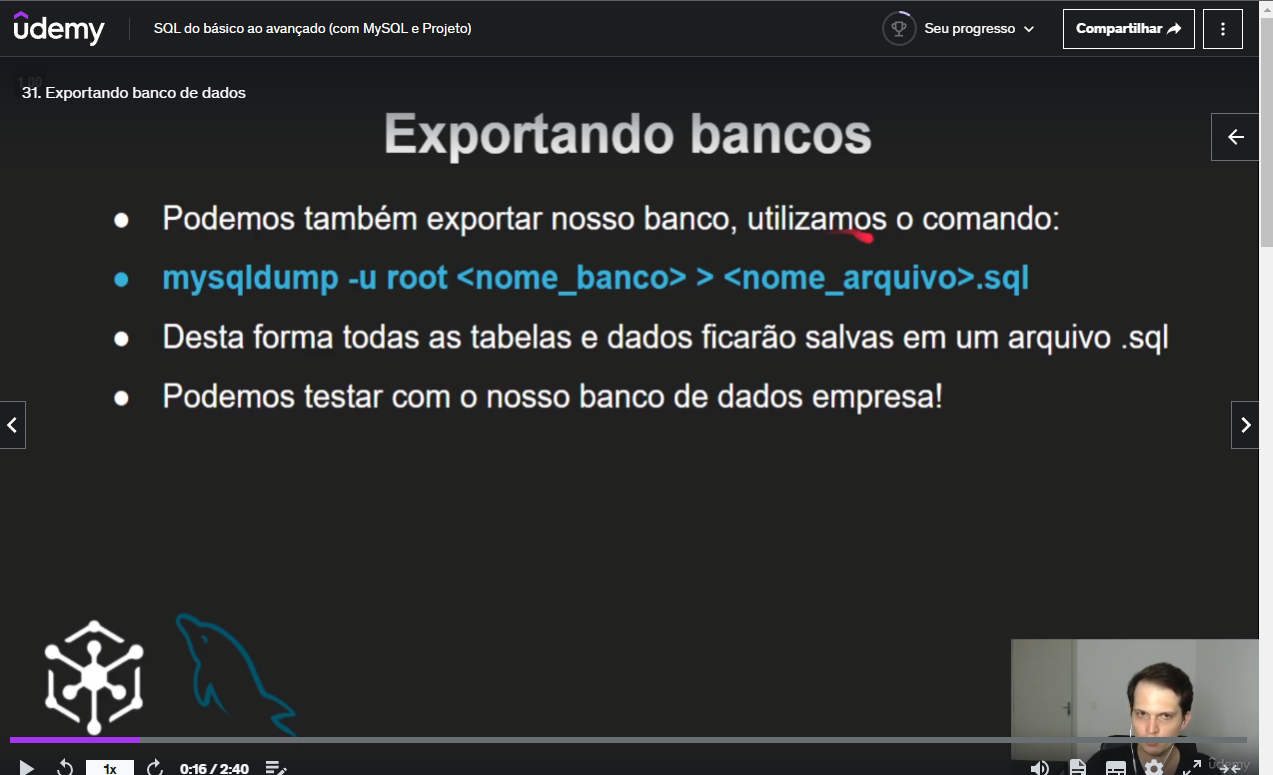 udemy
SQL do básico ao avançado (com MySQL e Projeto)
Seu progresso
Compartilhar
1.00
31. Exportando banco de dados
Exportando bancos
● Podemos também exportar nosso banco, utilizamos o comando:
● mysqldump -u root <nome_banco> > <nome_arquivo>.sql
● Desta forma todas as tabelas e dados ficarão salvas em um arquivo .sql
● Podemos testar com o nosso banco de dados empresa!
1x
0:16 / 2:40
udemy